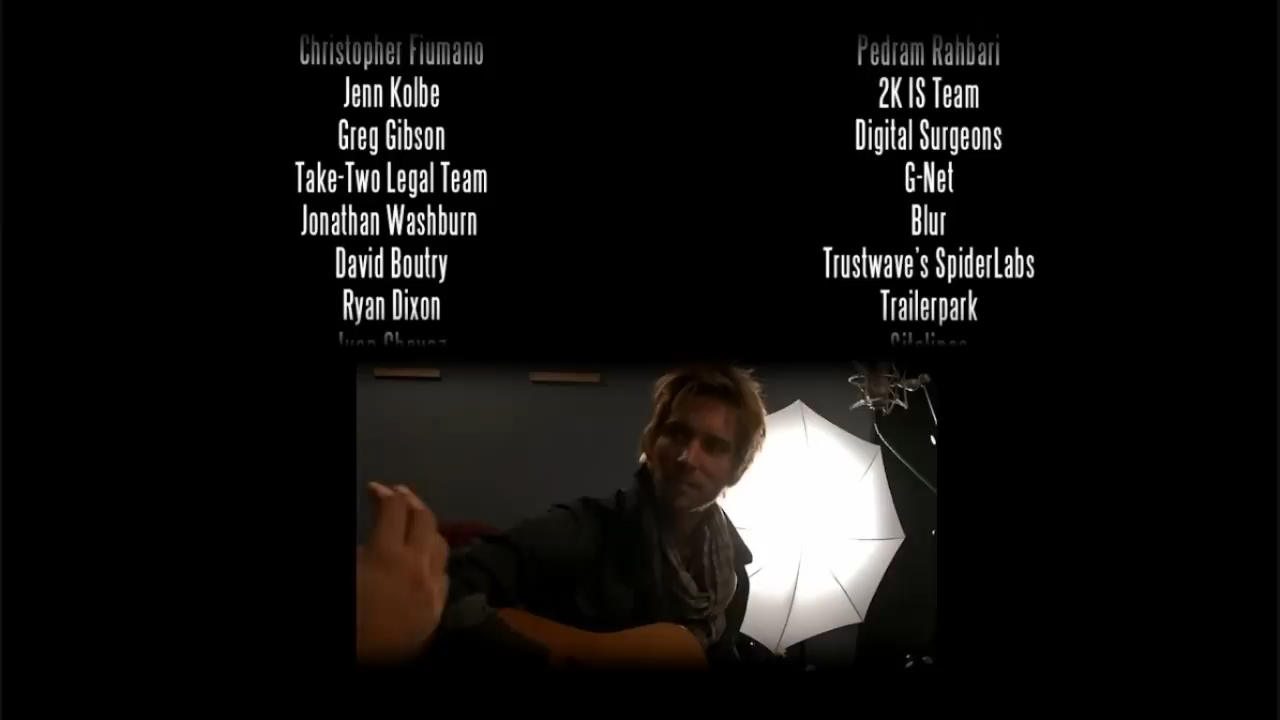 Christopher Fiumano
Jenn Kolbe
Greg Gibson
Take-Two Legal Team
Jonathan Washburn
David Boutry
Ryan Dixon
Pedram Rahbari
2K IS Team
Digital Surgeons
G-Net
Blur
Trustwave's SpiderLabs
Trailerpark